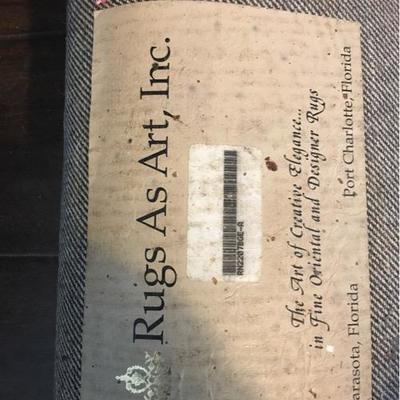 Rugs As Art, Inc.
The Art of Creative Elegance...
in Fine Oriental and Designer Rugs
arasota, Florida
Port Charlotte, Florida